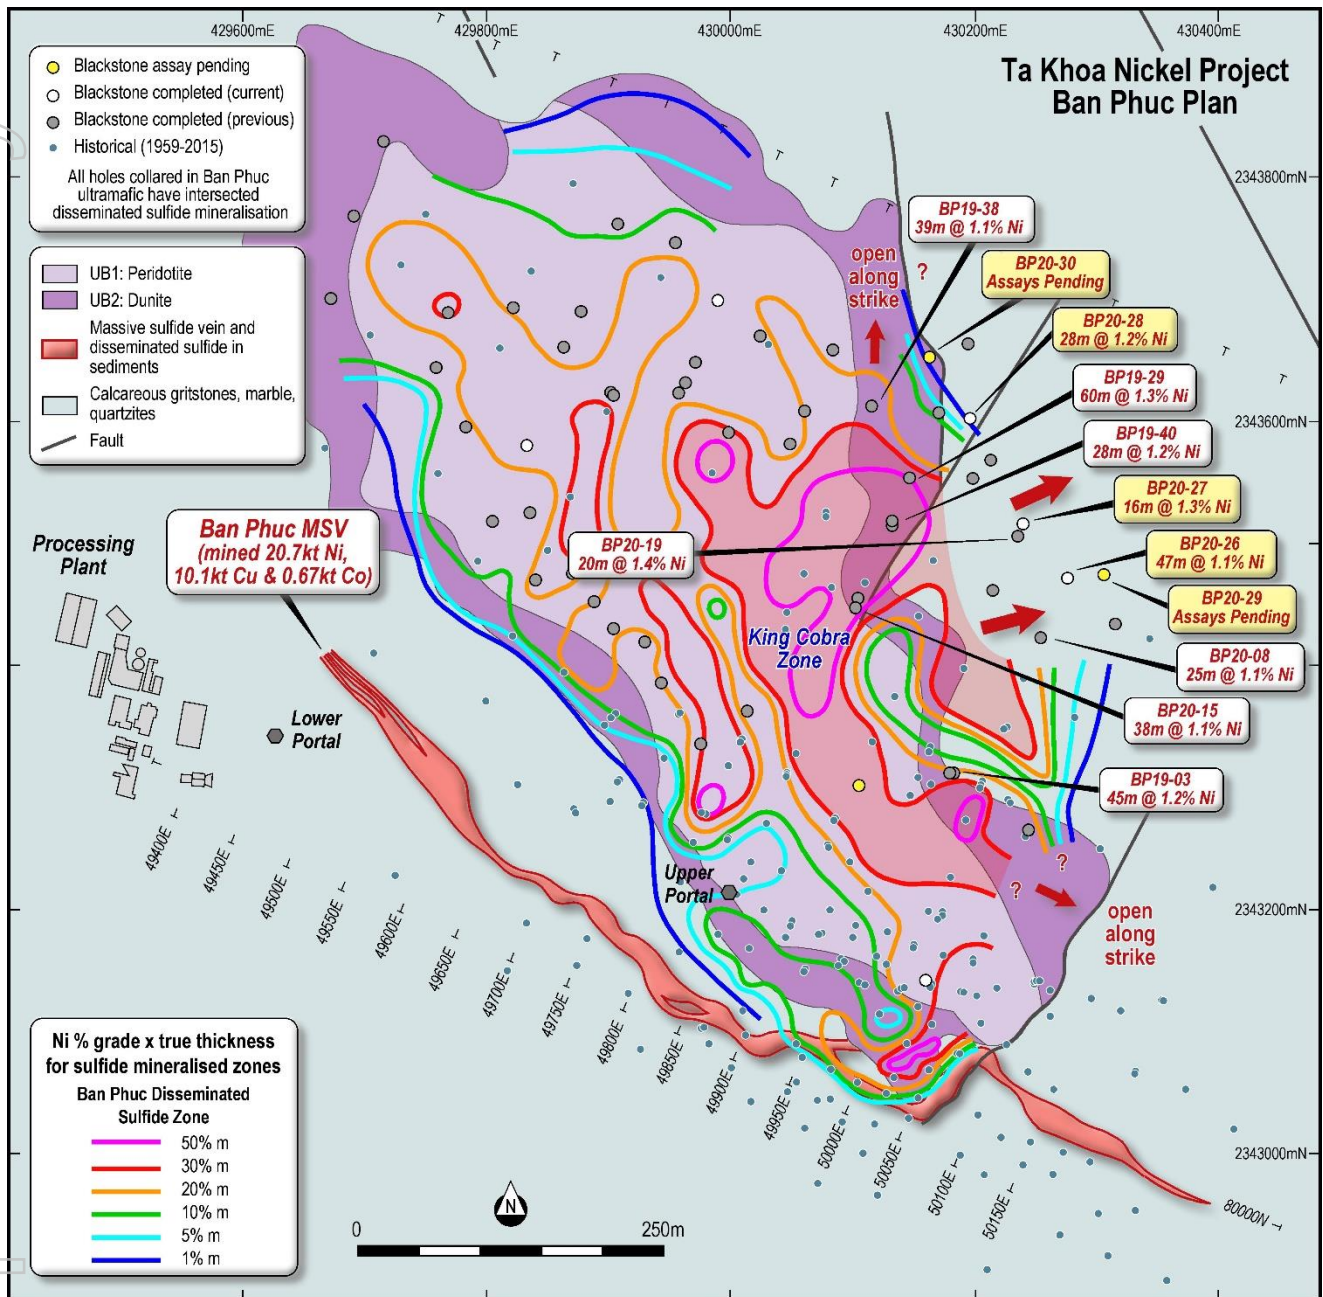 429600mE
429800mE
430000mE
430200mE
430400mE
Ta Khoa Nickel Project
Ban Phuc Plan
Blackstone assay pending
Blackstone completed (current)
Blackstone completed (previous)
Historical (1959-2015)
All holes collared in Ban Phuc
ultramafic have intersected
disseminated sulfide mineralisation
UB1: Peridotite
UB2: Dunite
Massive sulfide vein and
disseminated sulfide in
sediments
Calcareous gritstones, marble,
quartzites
Fault
2343800mN
2343600mN
2343200mN
2343000mN
BP19-38
39m @ 1.1% Ni
open
along
strike
?
BP20-30
Assays Pending
BP20-28
28m @ 1.2% Ni
BP19-29
60m @ 1.3% Ni
BP19-40
28m @ 1.2% Ni
BP20-27
16m @ 1.3% Ni
BP20-26
47m @ 1.1% Ni
BP20-29
Assays Pending
BP20-08
25m @ 1.1% Ni
BP20-15
38m @ 1.1% Ni
BP19-03
45m @ 1.2% Ni
BP20-19
20m @ 1.4% Ni
King Cobra
Zone
Ban Phuc MSV
(mined 20.7kt Ni,
10.1kt Cu & 0.67kt Co)
Processing
Plant
Lower
Portal
Upper
Portal
?
?
open
along
strike
49400E
49450E
49500E
49550E
49600E
49650E
49700E
49750E
49800E
49850E
49900E
49950E
50000E
50050E
50100E
50150E
80000N
Ni % grade x true thickness
for sulfide mineralised zones
Ban Phuc Disseminated
Sulfide Zone
50% m
30% m
20% m
10% m
5% m
1% m
N
0
250m